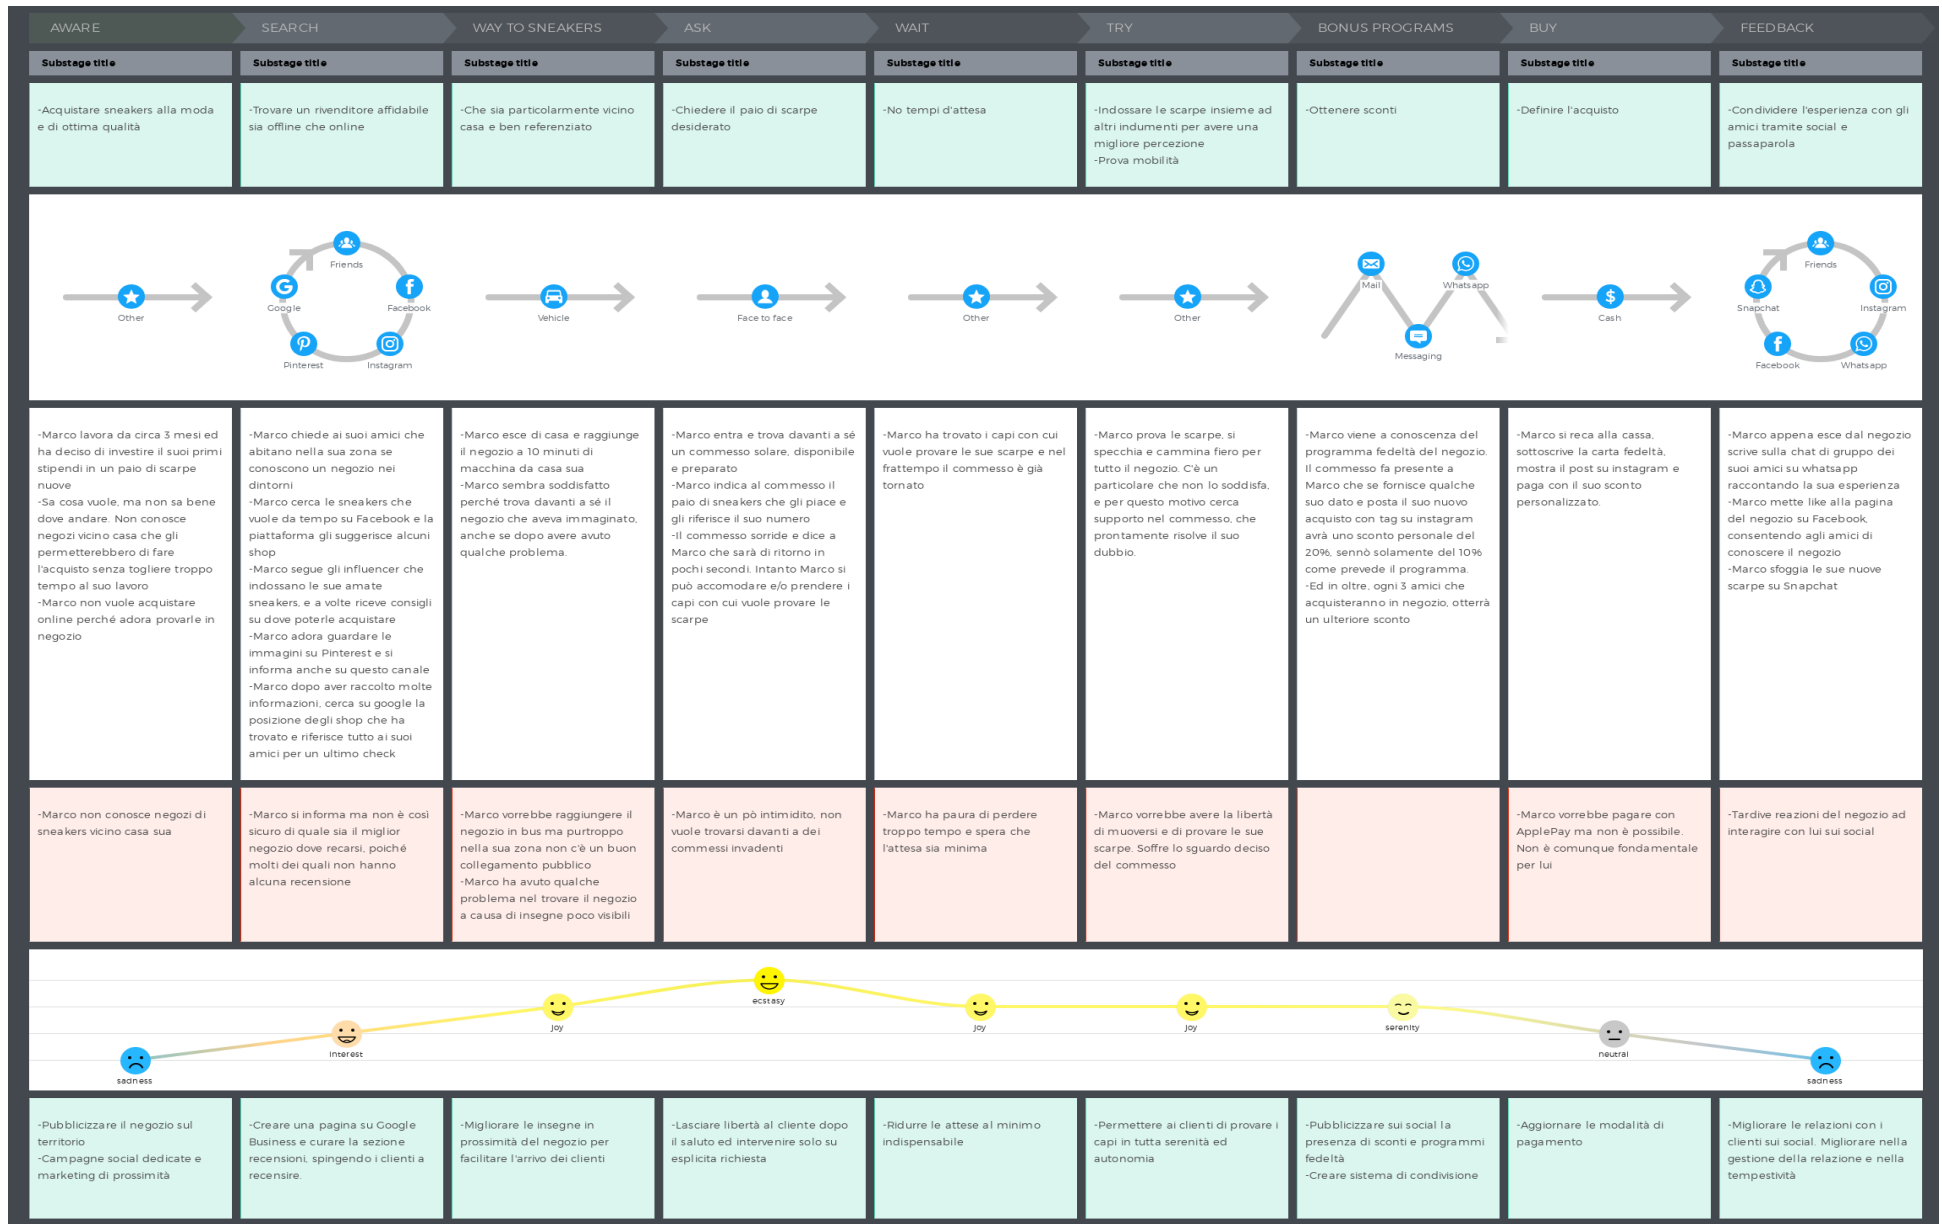 AWARE
SEARCH
WAY TO SNEAKERS
ASK
WAIT
TRY
BONUS PROGRAMS
BUY
FEEDBACK
Substage title
Substage title
Substage title
Substage title
Substage title
Substage title
Substage title
Substage title
Substage title
-Acquistare sneakers alla moda
e di ottima qualità
-Trovare un rivenditore affidabile
sia offline che online
-Che sia particolarmente vicino
casa e ben referenziato
-Chiedere il paio di scarpe
desiderato
-No tempi d'attesa
-Indossare le scarpe insieme ad
altri indumenti per avere una
migliore percezione
-Prova mobilità
-Ottenere sconti
-Definire l'acquisto
-Condividere l'esperienza con gli
amici tramite social e
passaparola
Other
Friends
Google
Facebook
Pinterest
Instagram
Vehicle
Face to face
Other
Other
Mail
Whatsapp
Messaging
Cash
Friends
Snapchat
Instagram
Facebook
Whatsapp
-Marco lavora da circa 3 mesi ed
ha deciso di investire il suoi primi
stipendi in un paio di scarpe
nuove
-Sa cosa vuole, ma non sa bene
dove andare. Non conosce
negozi vicino casa che gli
permetterebbero di fare
l'acquisto senza togliere troppo
tempo al suo lavoro
-Marco non vuole acquistare
online perché adora provarle in
negozio
-Marco chiede ai suoi amici che
abitano nella sua zona se
conoscono un negozio nei
dintorni
-Marco cerca le sneakers che
vuole da tempo su Facebook e la
piattaforma gli suggerisce alcuni
shop
-Marco segue gli influencer che
indossano le sue amate
sneakers, e a volte riceve consigli
su dove poterle acquistare
-Marco adora guardare le
immagini su Pinterest e si
informa anche su questo canale
-Marco dopo aver raccolto molte
informazioni, cerca su google la
posizione degli shop che ha
trovato e riferisce tutto ai suoi
amici per un ultimo check
-Marco esce di casa e raggiunge
il negozio a 10 minuti di
macchina da casa sua
-Marco sembra soddisfatto
perché trova davanti a sé il
negozio che aveva immaginato,
anche se dopo avere avuto
qualche problema.
-Marco entra e trova davanti a sé
un commesso solare, disponibile
e preparato
-Marco indica al commesso il
paio di sneakers che gli piace e
gli riferisce il suo numero
-Il commesso sorride e dice a
Marco che sarà di ritorno in
pochi secondi. Intanto Marco si
può accomodare e/o prendere i
capi con cui vuole provare le
scarpe
-Marco ha trovato i capi con cui
vuole provare le sue scarpe e nel
frattempo il commesso è già
tornato
-Marco prova le scarpe, si
specchia e cammina fiero per
tutto il negozio. C'è un
particolare che non lo soddisfa,
e per questo motivo cerca
supporto nel commesso, che
prontamente risolve il suo
dubbio.
-Marco viene a conoscenza del
programma fedeltà del negozio.
Il commesso fa presente a
Marco che se fornisce qualche
suo dato e posta il suo nuovo
acquisto con tag su instagram
avrà uno sconto personale del
20%, sennò solamente del 10%
come prevede il programma.
-Ed in oltre, ogni 3 amici che
acquisteranno in negozio, otterrà
un ulteriore sconto
-Marco si reca alla cassa,
sottoscrive la carta fedeltà,
mostra il post su instagram e
paga con il suo sconto
personalizzato.
-Marco appena esce dal negozio
scrive sulla chat di gruppo dei
suoi amici su whatsapp
raccontando la sua esperienza
-Marco mette like alla pagina
del negozio su Facebook,
consentendo agli amici di
conoscere il negozio
-Marco sfoggia le sue nuove
scarpe su Snapchat
-Marco non conosce negozi di
sneakers vicino casa sua
-Marco si informa ma non è così
sicuro di quale sia il miglior
negozio dove recarsi, poiché
molti dei quali non hanno
alcuna recensione
-Marco vorrebbe raggiungere il
negozio in bus ma purtroppo
nella sua zona non c'è un buon
collegamento pubblico
-Marco ha avuto qualche
problema nel trovare il negozio
a causa di insegne poco visibili
-Marco è un pò intimidito, non
vuole trovarsi davanti a dei
commessi invadenti
-Marco ha paura di perdere
troppo tempo e spera che
l'attesa sia minima
-Marco vorrebbe avere la libertà
di muoversi e di provare le sue
scarpe. Soffre lo sguardo deciso
del commesso
-Marco vorrebbe pagare con
ApplePay ma non è possibile.
Non è comunque fondamentale
per lui
-Tardive reazioni del negozio ad
interagire con lui sui social
sadness
interest
joy
ecstasy
joy
joy
serenity
neutral
sadness
-Pubblicizzare il negozio sul
territorio
-Campagne social dedicate e
marketing di prossimità
-Creare una pagina su Google
Business e curare la sezione
recensioni, spingendo i clienti a
recensire.
-Migliorare le insegne in
prossimità del negozio per
facilitare l'arrivo dei clienti
-Lasciare libertà al cliente dopo
il saluto ed intervenire solo su
esplicita richiesta
-Ridurre le attese al minimo
indispensabile
-Permettere ai clienti di provare i
capi in tutta serenità ed
autonomia
-Pubblicizzare sui social la
presenza di sconti e programmi
fedeltà
-Creare sistema di condivisione
-Aggiornare le modalità di
pagamento
-Migliorare le relazioni con i
clienti sui social. Migliorare nella
gestione della relazione e nella
tempestività